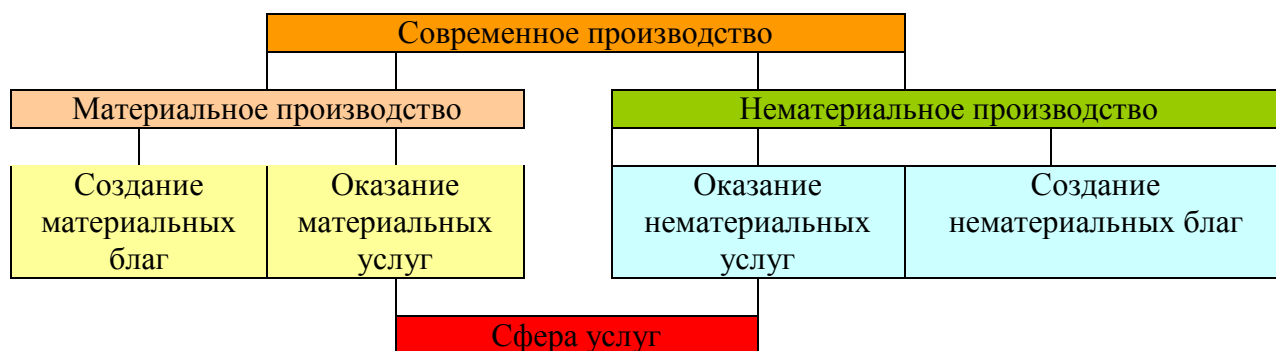 Современное производство
Материальное производство
Нематериальное производство
Создание
материальных
благ
Оказание
материальных
услуг
Оказание
нематериальных
услуг
Создание
нематериальных благ
Сфера услуг